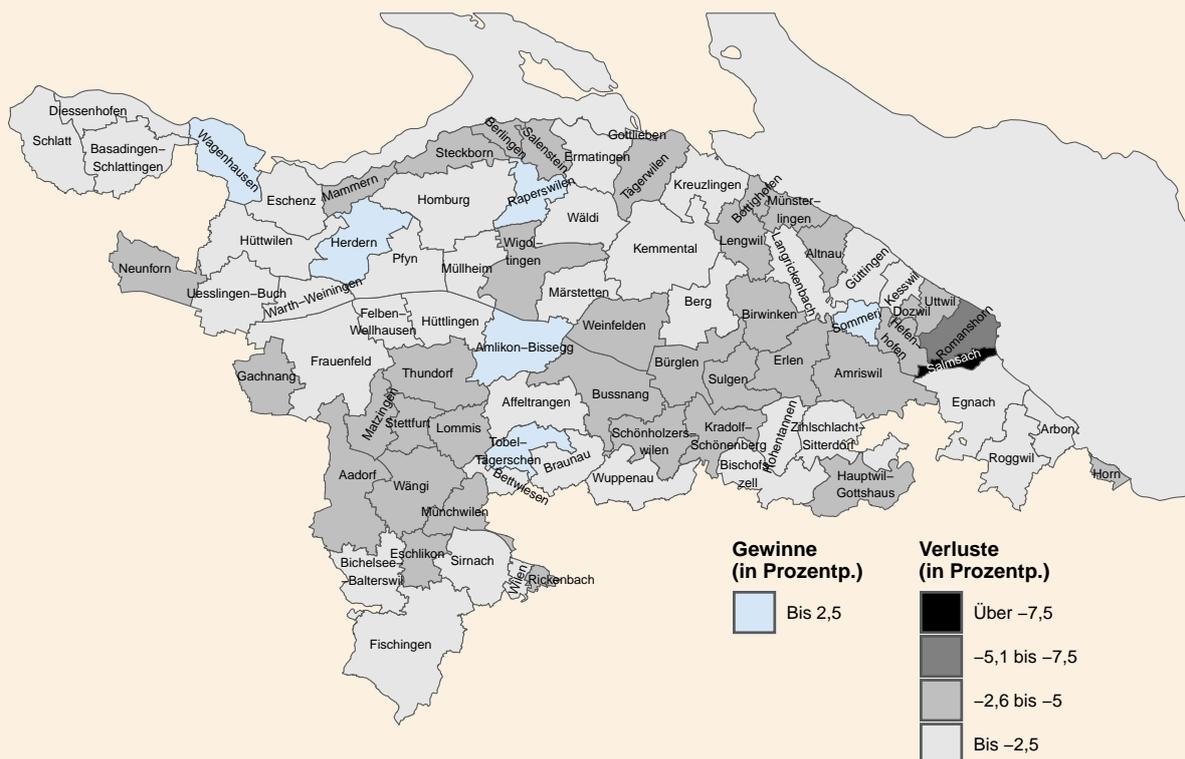 Diessenhofen
Schlatt
Basadingen–
Schlattingen
Wagenhausen
Eschenz
Mammern
Steckborn
Berlingen
Salenstein
Ermatingen
Gottlieben
Tägerwilen
Kreuzlingen
Bottighofen
Münster–
lingen
Homburg
Raperswilen
Wäldi
Hüttwilen
Herdern
Pfyn
Müllheim
Wigol–
tingen
Kemmental
Lengwil
Langrickenbach
Altnau
Güttingen
Kesswil
Neunforn
Uesslingen–Buch
Warth–Weiningen
Felben–
Wellhausen
Hüttlingen
Märstetten
Weinfelden
Berg
Birwinken
Sommeri
Dozwil
Uttwil
Hefen–
hofen
Romanshorn
Salmsach
Frauenfeld
Gachnang
Thundorf
Amlikon–Bissegg
Bürglen
Sulgen
Erlen
Amriswil
Egnach
Matzingen
Stettfurt
Lommis
Affeltrangen
Bussnang
Schönholzers–
wilen
Kradolf–
Schönenberg
Hohentannen
Zihlschlacht–
Sitterdorf
Arbon
Roggwil
Horn
Aadorf
Wängi
Tobel–
Tägerschen
Braunau
Bettwiesen
Wuppenau
Bischofs–
zell
Hauptwil–
Gottshaus
Münchwilen
Bichelsee
–Balterswil
Eschlikon
Sirnach
Wilen
Rickenbach
Fischingen
Gewinne
(in Prozentp.)
Bis 2,5
Verluste
(in Prozentp.)
Über –7,5
–5,1 bis –7,5
–2,6 bis –5
Bis –2,5